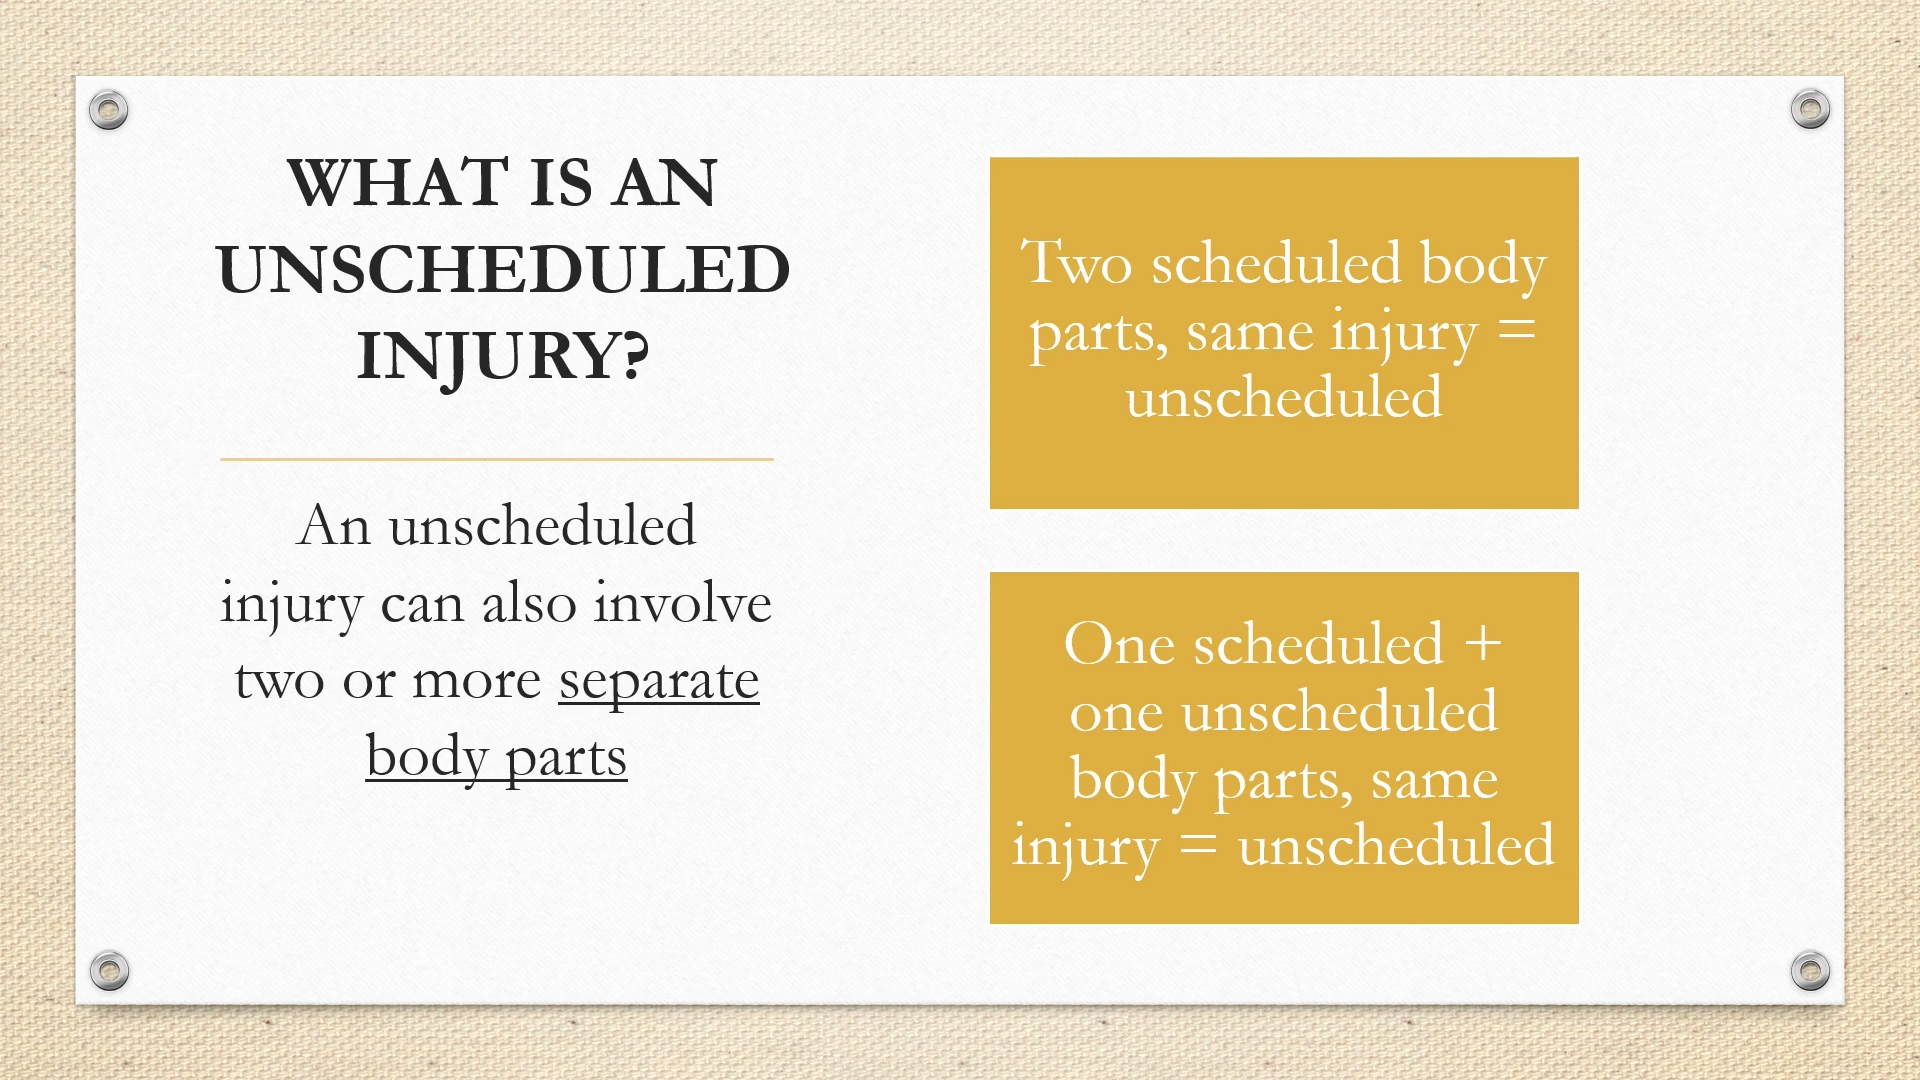 WHAT IS AN
UNSCHEDULED
INJURY?
An unscheduled
injury can also involve
two or more separate
body parts
Two scheduled body
parts, same injury =
unscheduled
One scheduled +
one unscheduled
body parts, same
injury = unscheduled